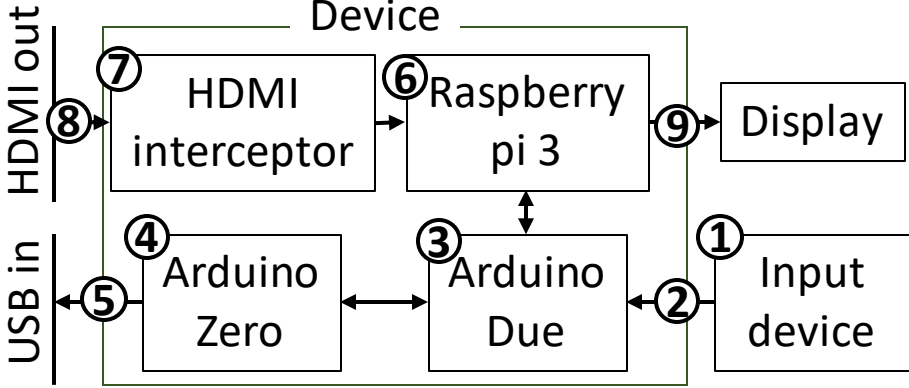 Device
HDMI out
7
HDMI
interceptor
6
Raspberry
pi 3
8
9
Display
USB in
4
Arduino
Zero
3
Arduino
Due
1
Input
device
5
2